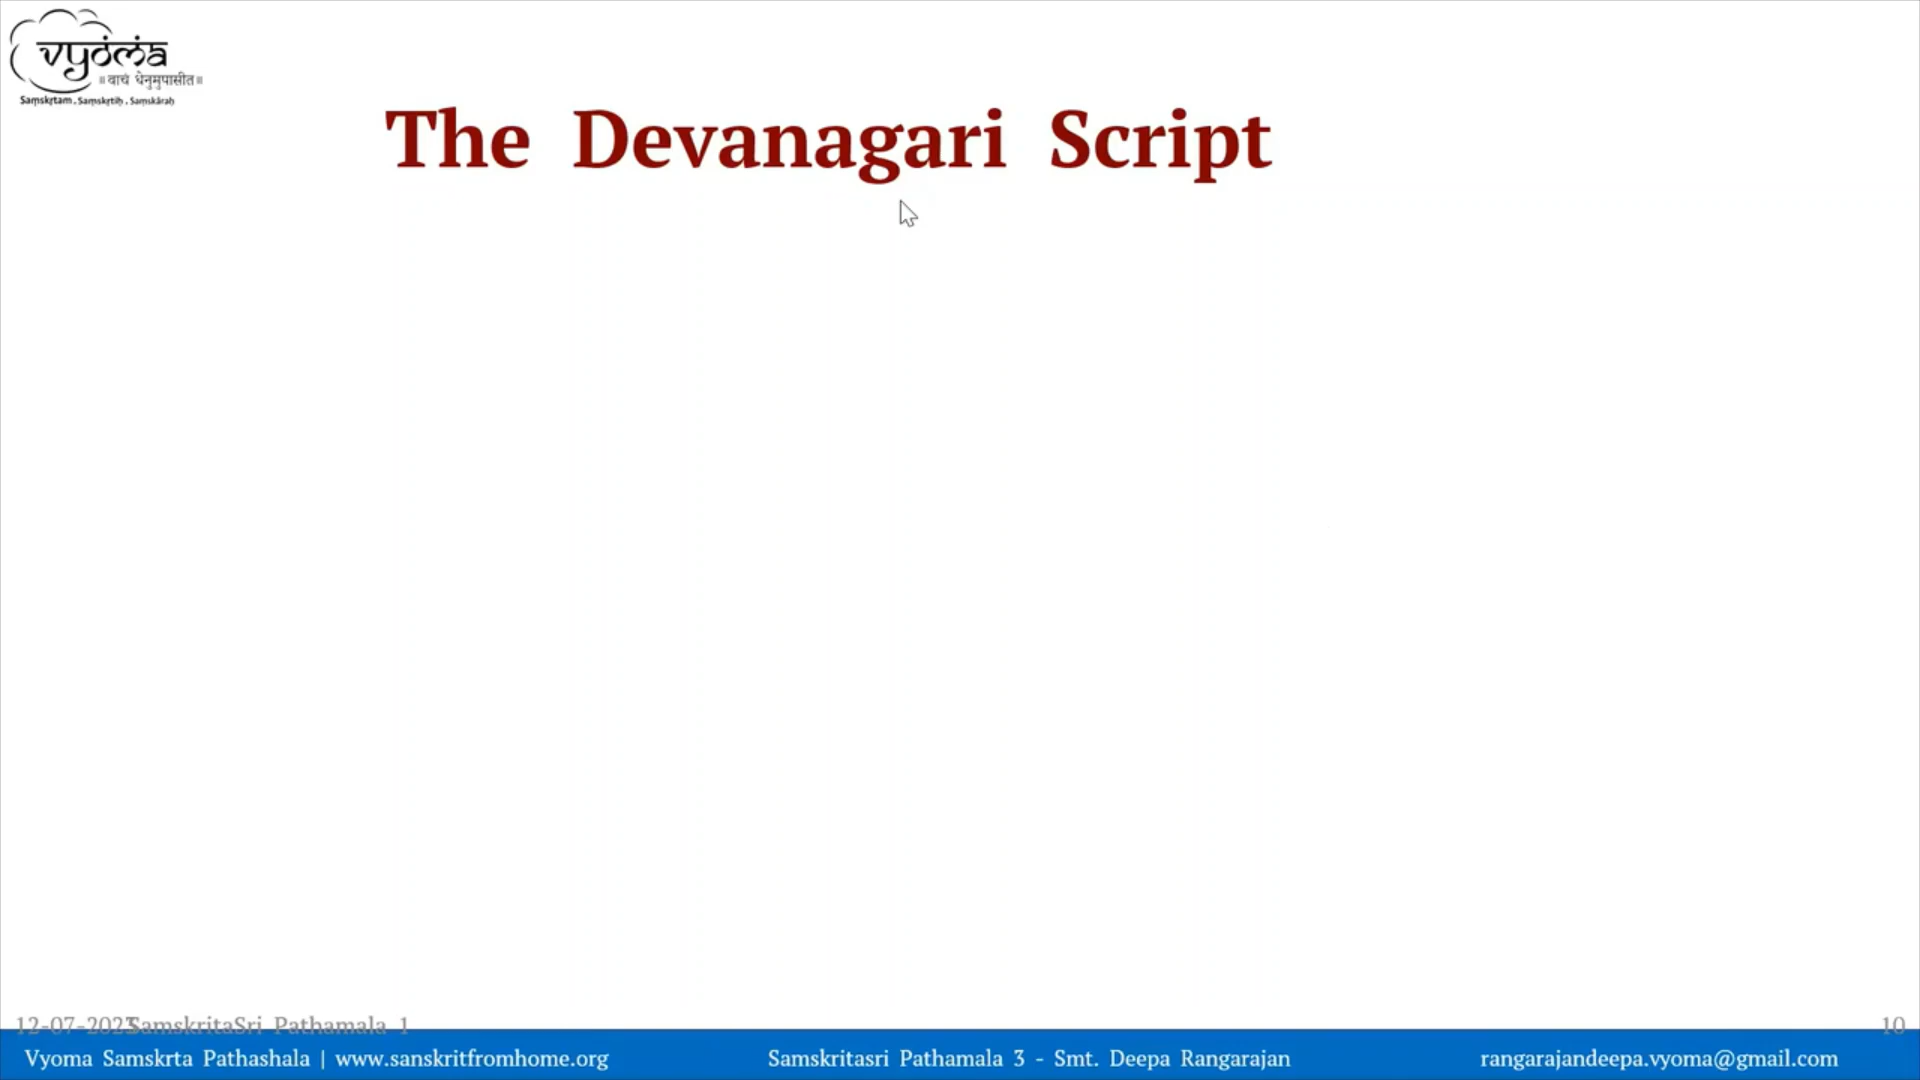 vyoma
॥ वाचं धेनुमुपासीत॥
Saṃskṛtam . Saṃskṛtiḥ . Saṃskāraḥ
The Devanagari Script
12-07-2023 SamskritaSri Pathamala 1
10
Vyoma Samskrta Pathashala | www.sanskritfromhome.org
Samskritasri Pathamala 3 - Smt. Deepa Rangarajan
rangarajandeepa.vyoma@gmail.com